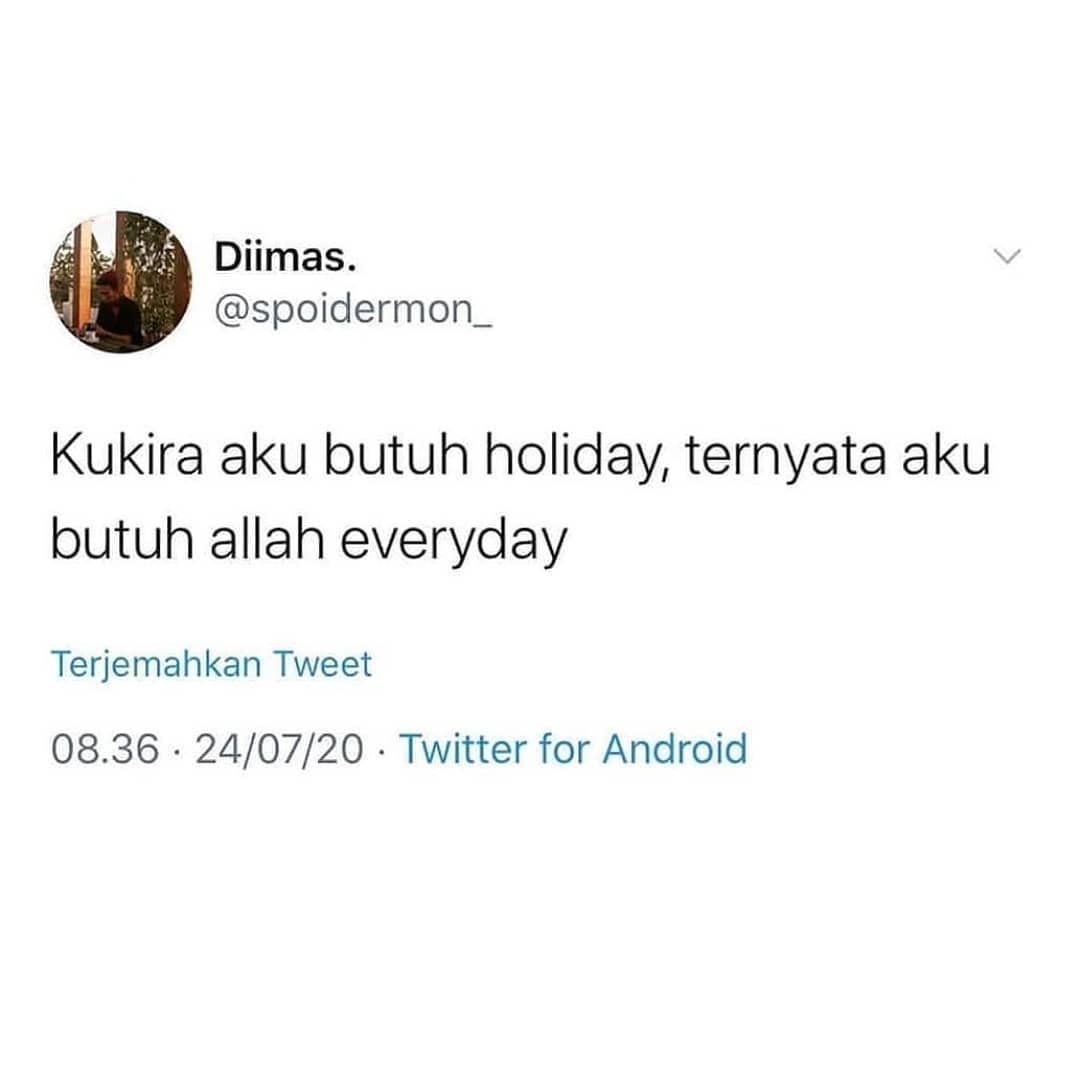 Diimas.
@spoidermon_
Kukira aku butuh holiday, ternyata aku
butuh allah everyday
Terjemahkan Tweet
08.36 · 24/07/20 · Twitter for Android